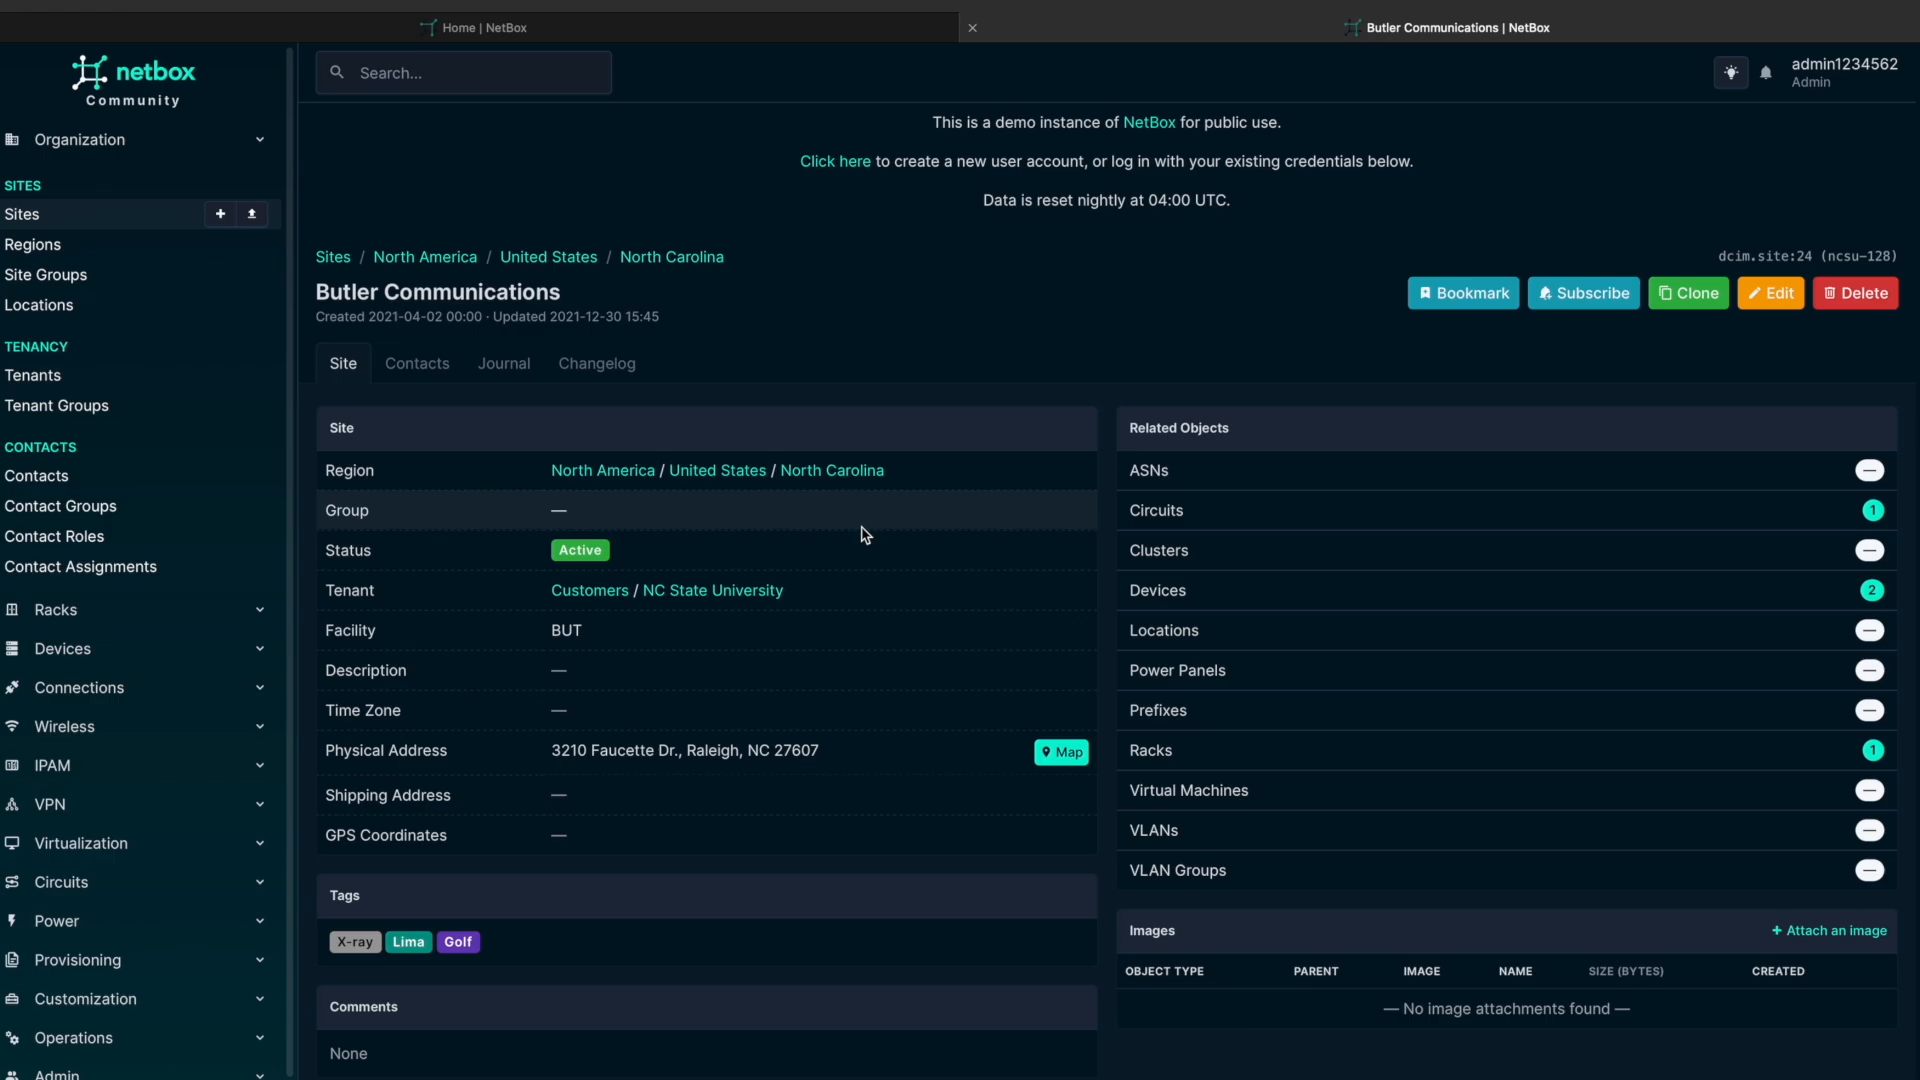 Home | NetBox
Butler Communications | NetBox
netbox
Community
Search...
admin1234562
Admin
Organization
SITES
Sites
Regions
Site Groups
Locations
TENANCY
Tenants
Tenant Groups
CONTACTS
Contacts
Contact Groups
Contact Roles
Contact Assignments
Racks
Devices
Connections
Wireless
IPAM
VPN
Virtualization
Circuits
Power
Provisioning
Customization
Operations
Admin
This is a demo instance of NetBox for public use.
Click here to create a new user account, or log in with your existing credentials below.
Data is reset nightly at 04:00 UTC.
Sites / North America / United States / North Carolina
dcim.site:24 (ncsu-128)
Butler Communications
Created 2021-04-02 00:00 · Updated 2021-12-30 15:45
Bookmark
Subscribe
Clone
Edit
Delete
Site
Contacts
Journal
Changelog
Site
Region North America / United States / North Carolina
Group —
Status Active
Tenant Customers / NC State University
Facility BUT
Description —
Time Zone —
Physical Address 3210 Faucette Dr., Raleigh, NC 27607 Map
Shipping Address —
GPS Coordinates —
Tags
X-ray Lima Golf
Comments
None
Related Objects
ASNs —
Circuits 1
Clusters —
Devices 2
Locations —
Power Panels —
Prefixes —
Racks 1
Virtual Machines —
VLANs —
VLAN Groups —
Images
+ Attach an image
OBJECT TYPE PARENT IMAGE NAME SIZE (BYTES) CREATED
— No image attachments found —